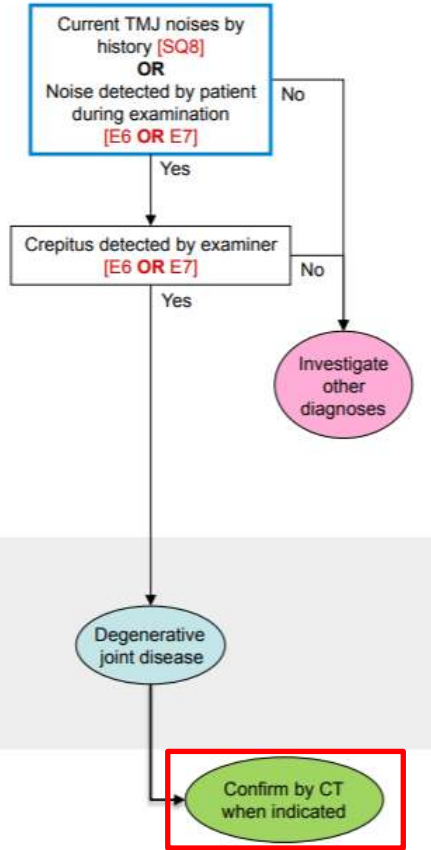 Current TMJ noises by
history [SQ8]
OR
Noise detected by patient
during examination
[E6 OR E7]
No
Yes
Crepitus detected by examiner
[E6 OR E7]
No
Yes
Investigate
other
diagnoses
Degenerative
joint disease
Confirm by CT
when indicated